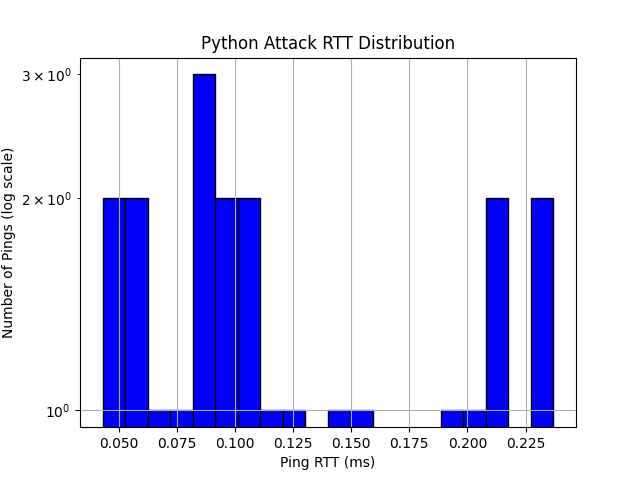 Python Attack RTT Distribution
3 × 10⁰
2 × 10⁰
10⁰
Number of Pings (log scale)
0.050 0.075 0.100 0.125 0.150 0.175 0.200 0.225
Ping RTT (ms)